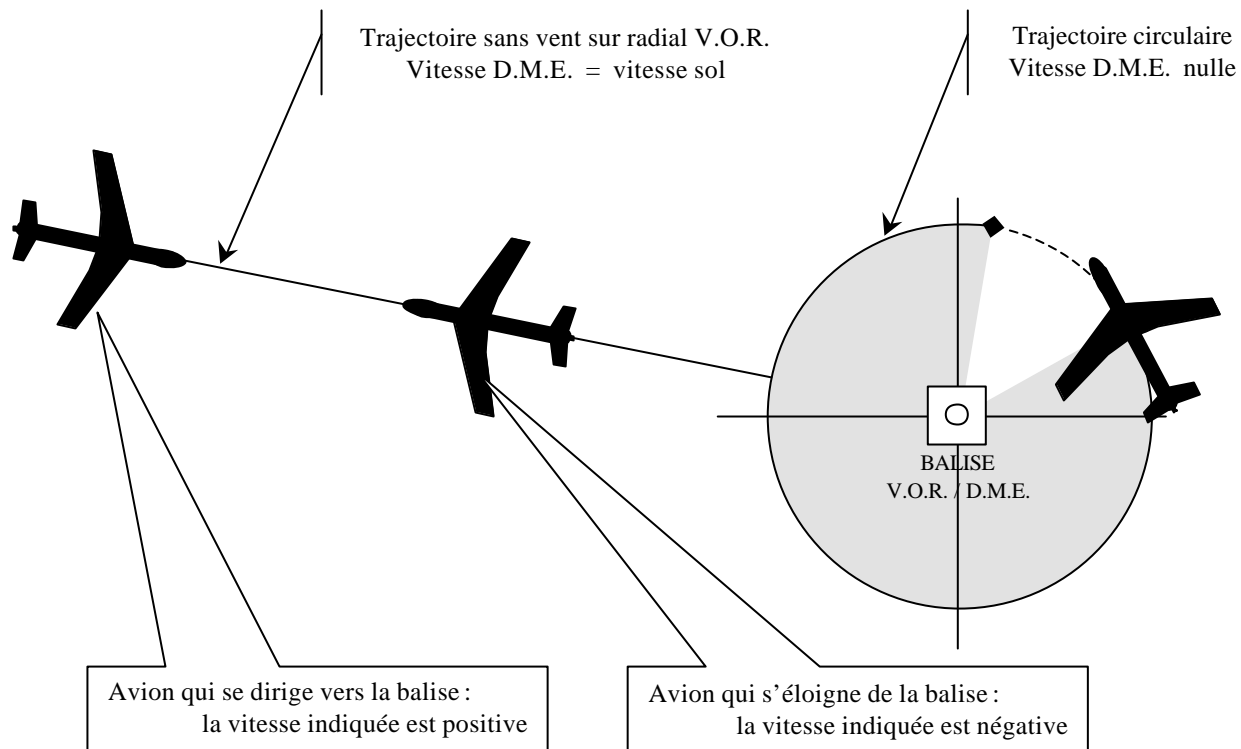 Trajectoire sans vent sur radial V.O.R.
Vitesse D.M.E. = vitesse sol
Trajectoire circulaire
Vitesse D.M.E. nulle
BALISE
V.O.R. / D.M.E.
Avion qui se dirige vers la balise :
la vitesse indiquée est positive
Avion qui s’éloigne de la balise :
la vitesse indiquée est négative